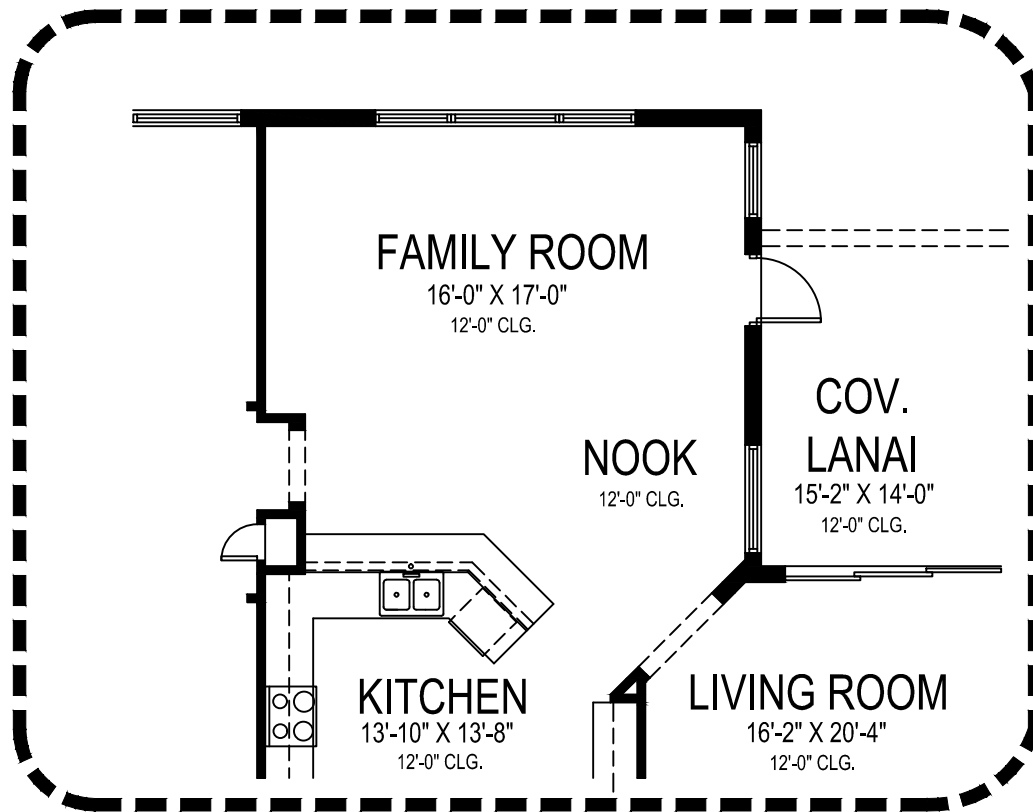 FAMILY ROOM
16'-0" X 17'-0"
12'-0" CLG.
COV.
LANAI
15'-2" X 14'-0"
12'-0" CLG.
NOOK
12'-0" CLG.
KITCHEN
13'-10" X 13'-8"
12'-0" CLG.
LIVING ROOM
16'-2" X 20'-4"
12'-0" CLG.